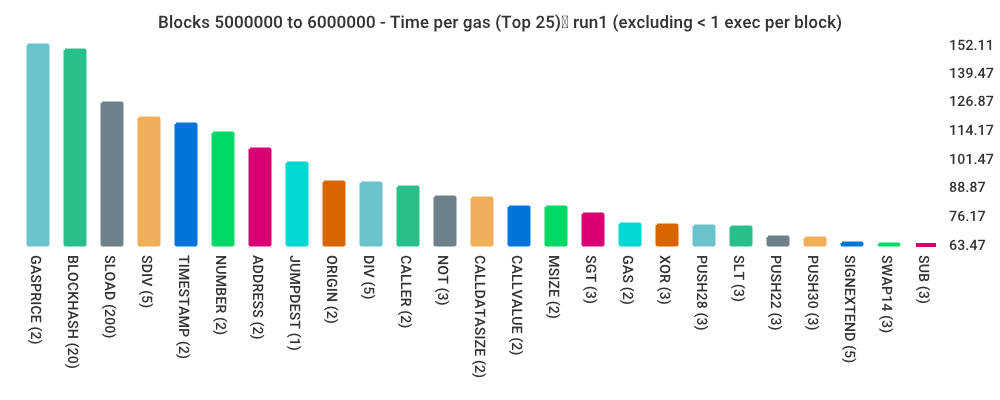 Blocks 5000000 to 6000000 - Time per gas (Top 25) run1 (excluding < 1 exec per block)
152.11
139.47
126.87
114.17
101.47
88.87
76.17
63.47
GASPRICE (2)
BLOCKHASH (20)
SLOAD (200)
SDIV (5)
TIMESTAMP (2)
NUMBER (2)
ADDRESS (2)
JUMPDEST (1)
ORIGIN (2)
DIV (5)
CALLER (2)
NOT (3)
CALLDATASIZE (2)
CALLVALUE (2)
MSIZE (2)
SGT (3)
GAS (2)
XOR (3)
PUSH28 (3)
SLT (3)
PUSH22 (3)
PUSH30 (3)
SIGNEXTEND (5)
SWAP14 (3)
SUB (3)